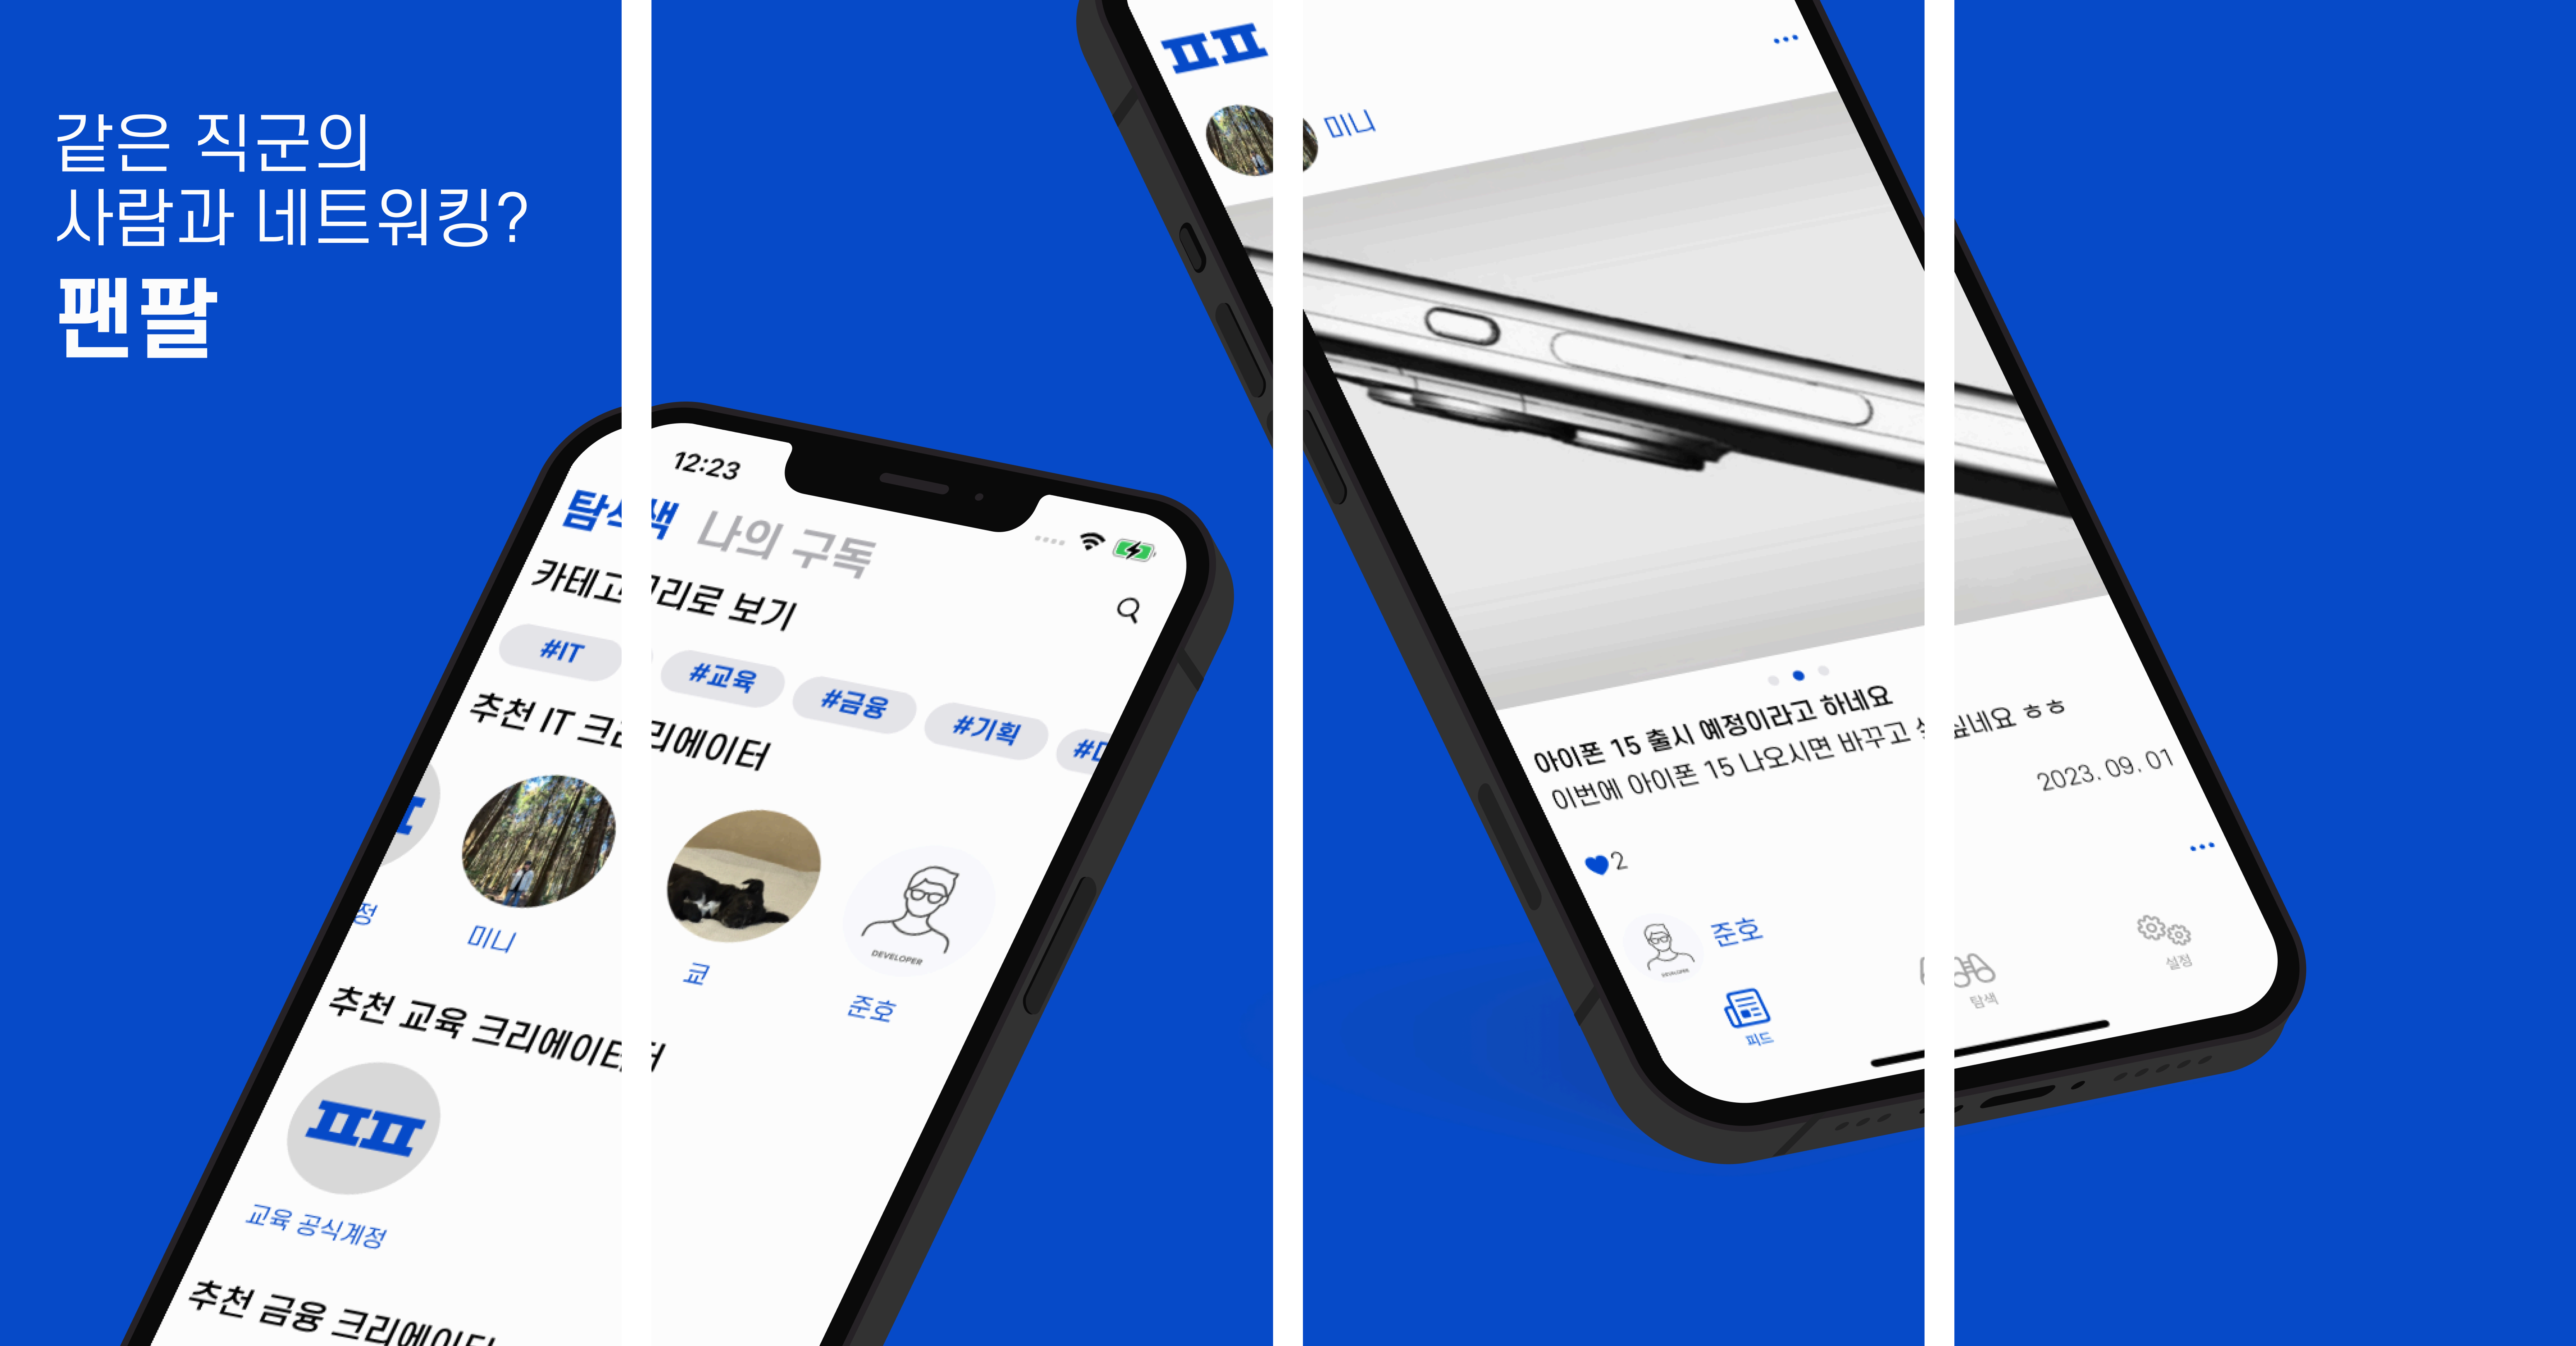 같은 직군의
사람과 네트워킹?
팬팔
12:23
탐색 나의 구독
카테고리로 보기
#IT #교육 #금융 #기획
추천 IT 크리에이터
정 미니 쿄 준호
DEVELOPER
추천 교육 크리에이터
ㅍㅍ
교육 공식계정
추천 금융 크리에이터
ㅍㅍ
미니
아이폰 15 출시 예정이라고 하네요
이번에 아이폰 15 나오시면 바꾸고 싶네요 ㅎㅎ
2023. 09. 01
2
준호
DEVELOPER
피드 탐색 설정